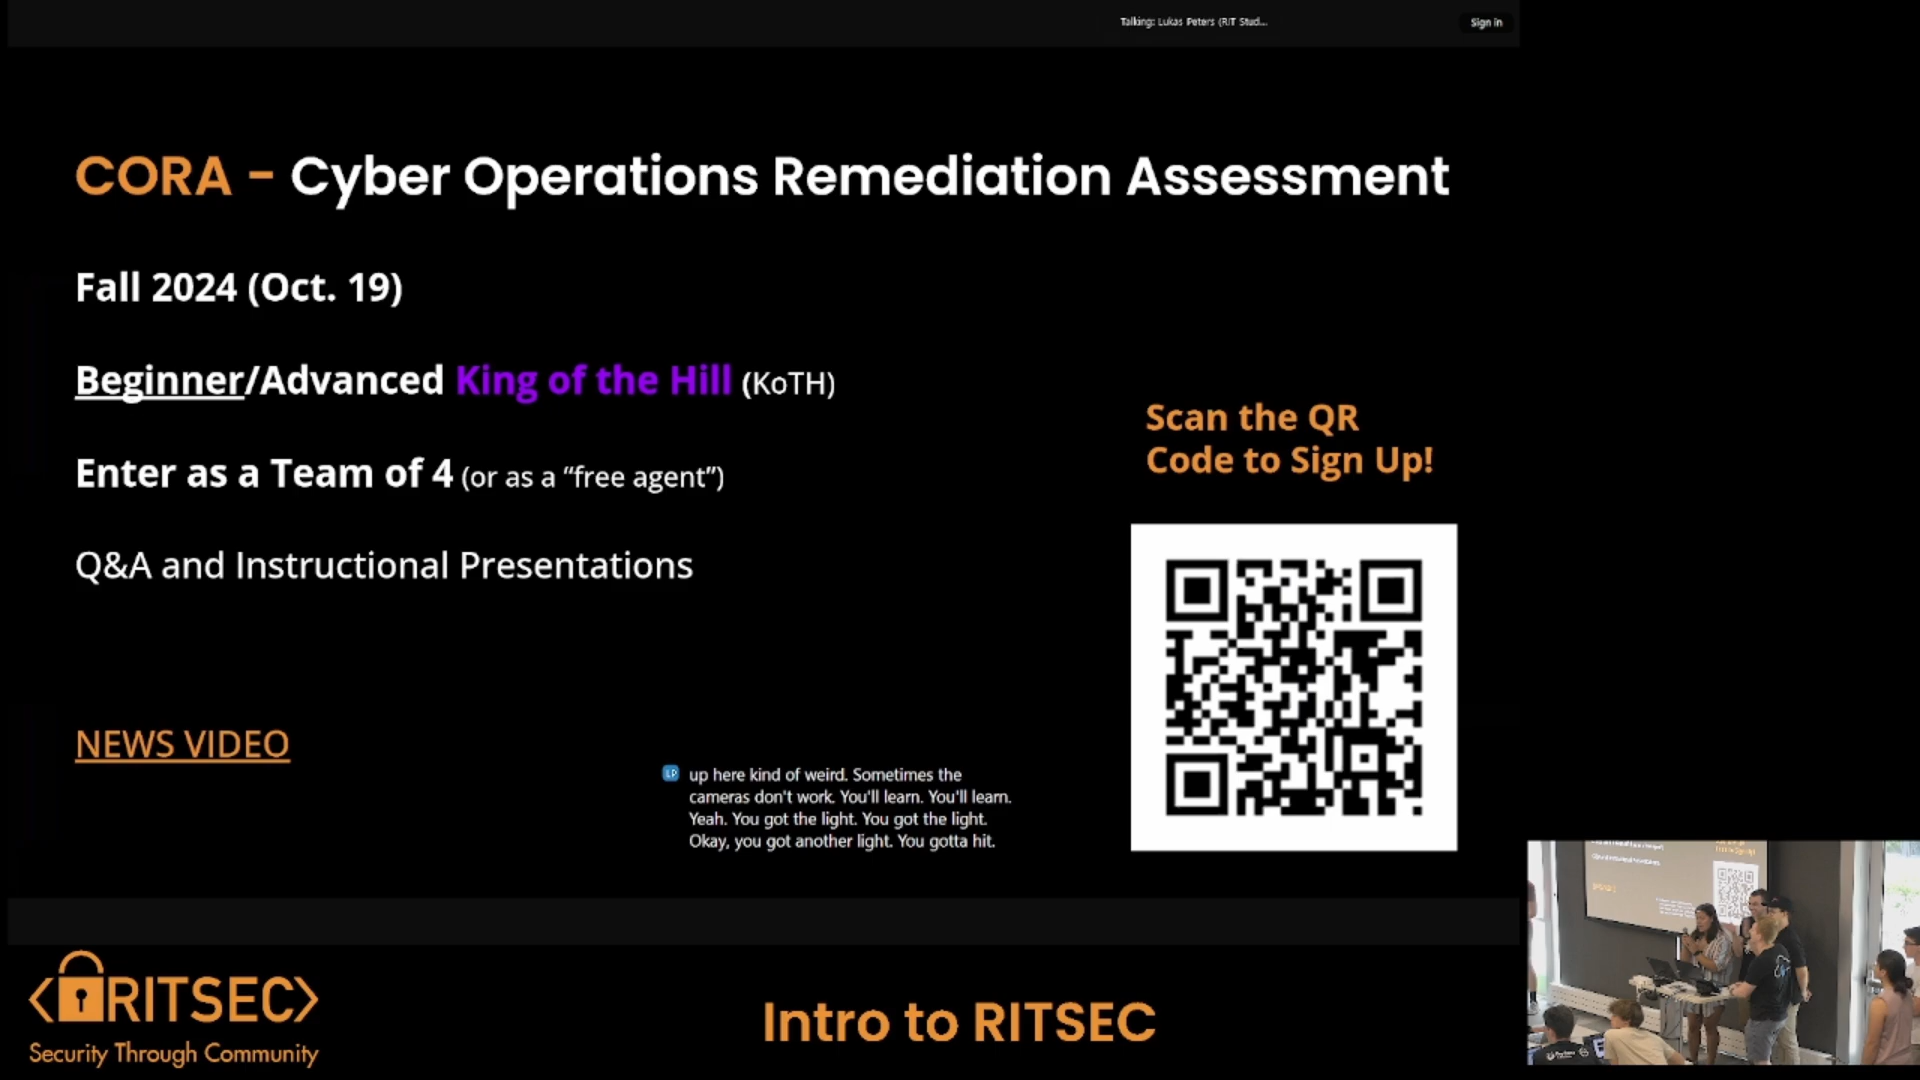 Talking: Lukas Peters (RIT Stud...
Sign in
CORA - Cyber Operations Remediation Assessment
Fall 2024 (Oct. 19)
Beginner/Advanced King of the Hill (KoTH)
Enter as a Team of 4 (or as a “free agent”)
Q&A and Instructional Presentations
Scan the QR
Code to Sign Up!
NEWS VIDEO
LP
up here kind of weird. Sometimes the
cameras don't work. You'll learn. You'll learn.
Yeah. You got the light. You got the light.
Okay, you got another light. You gotta hit.
<RITSEC>
Security Through Community
Intro to RITSEC